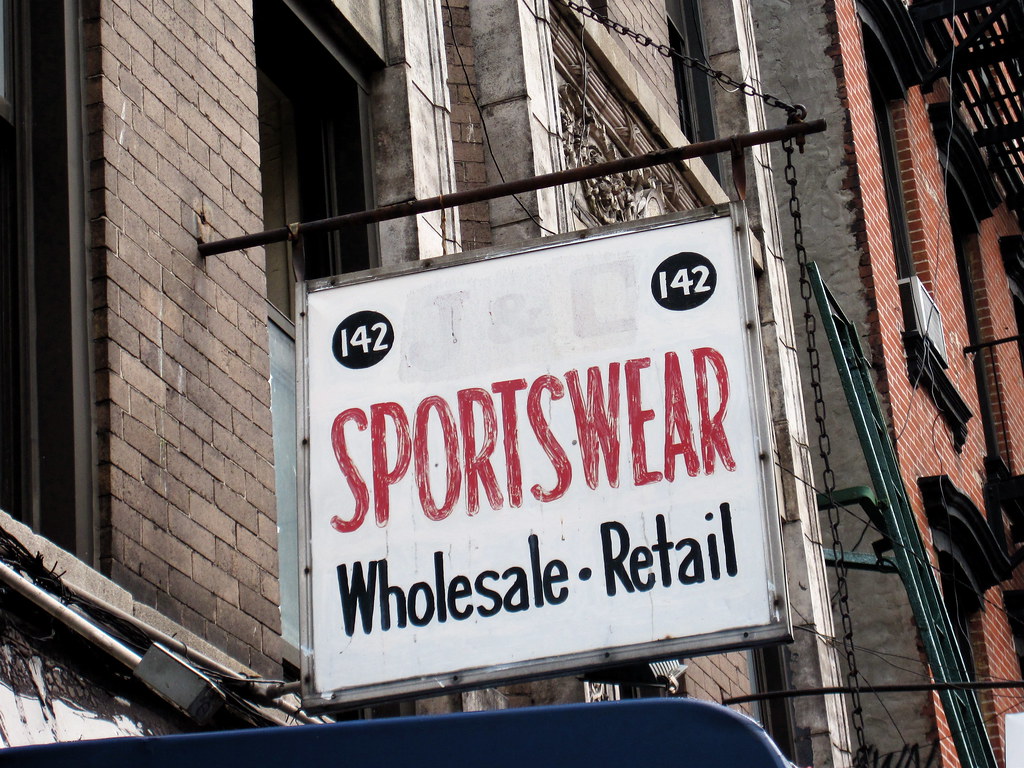 142 142
T & C
SPORTSWEAR
Wholesale · Retail